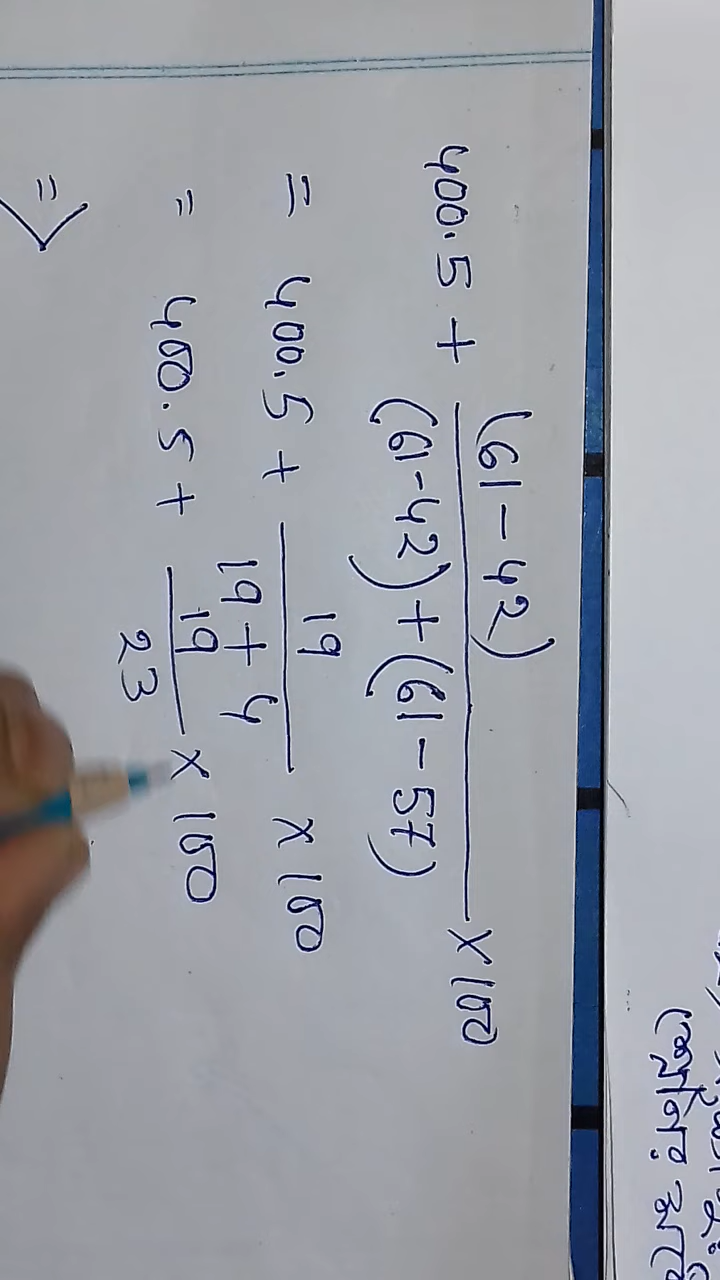 400.5 + (61 - 42) / (61 - 42) + (61 - 57) × 100
= 400.5 + 19 / 19 + 4 × 100
= 400.5 + 19 / 23 × 100
=>